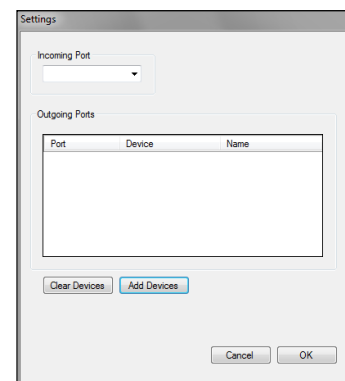 Settings
Incoming Port
Outgoing Ports
Port Device Name
Clear Devices Add Devices
Cancel OK